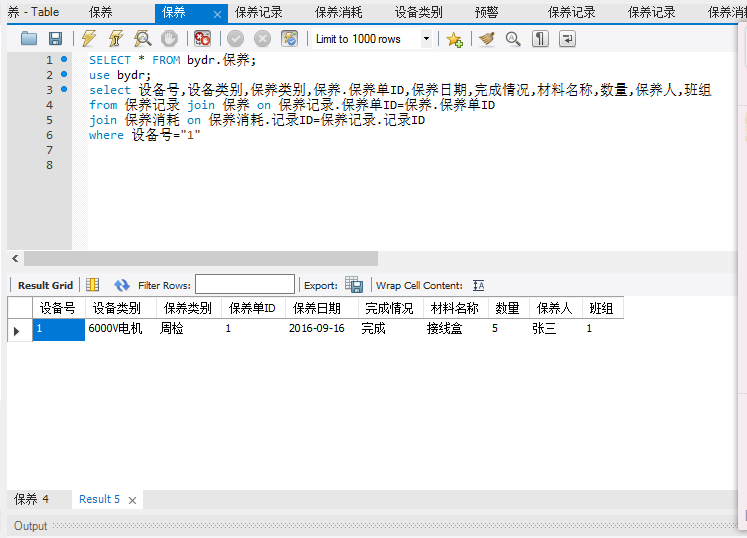 养 - Table 保养 保养 保养记录 保养消耗 设备类别 预警 保养记录 保养记录 保养消
Limit to 1000 rows
1 SELECT * FROM bydr.保养;
2 use bydr;
3 select 设备号,设备类别,保养类别,保养.保养单ID,保养日期,完成情况,材料名称,数量,保养人,班组
4 from 保养记录 join 保养 on 保养记录.保养单ID=保养.保养单ID
5 join 保养消耗 on 保养消耗.记录ID=保养记录.记录ID
6 where 设备号="1"
7
8
Result Grid Filter Rows: Export: Wrap Cell Content: IA
设备号 设备类别 保养类别 保养单ID 保养日期 完成情况 材料名称 数量 保养人 班组
1 6000V电机 周检 1 2016-09-16 完成 接线盒 5 张三 1
保养 4 Result 5
Output